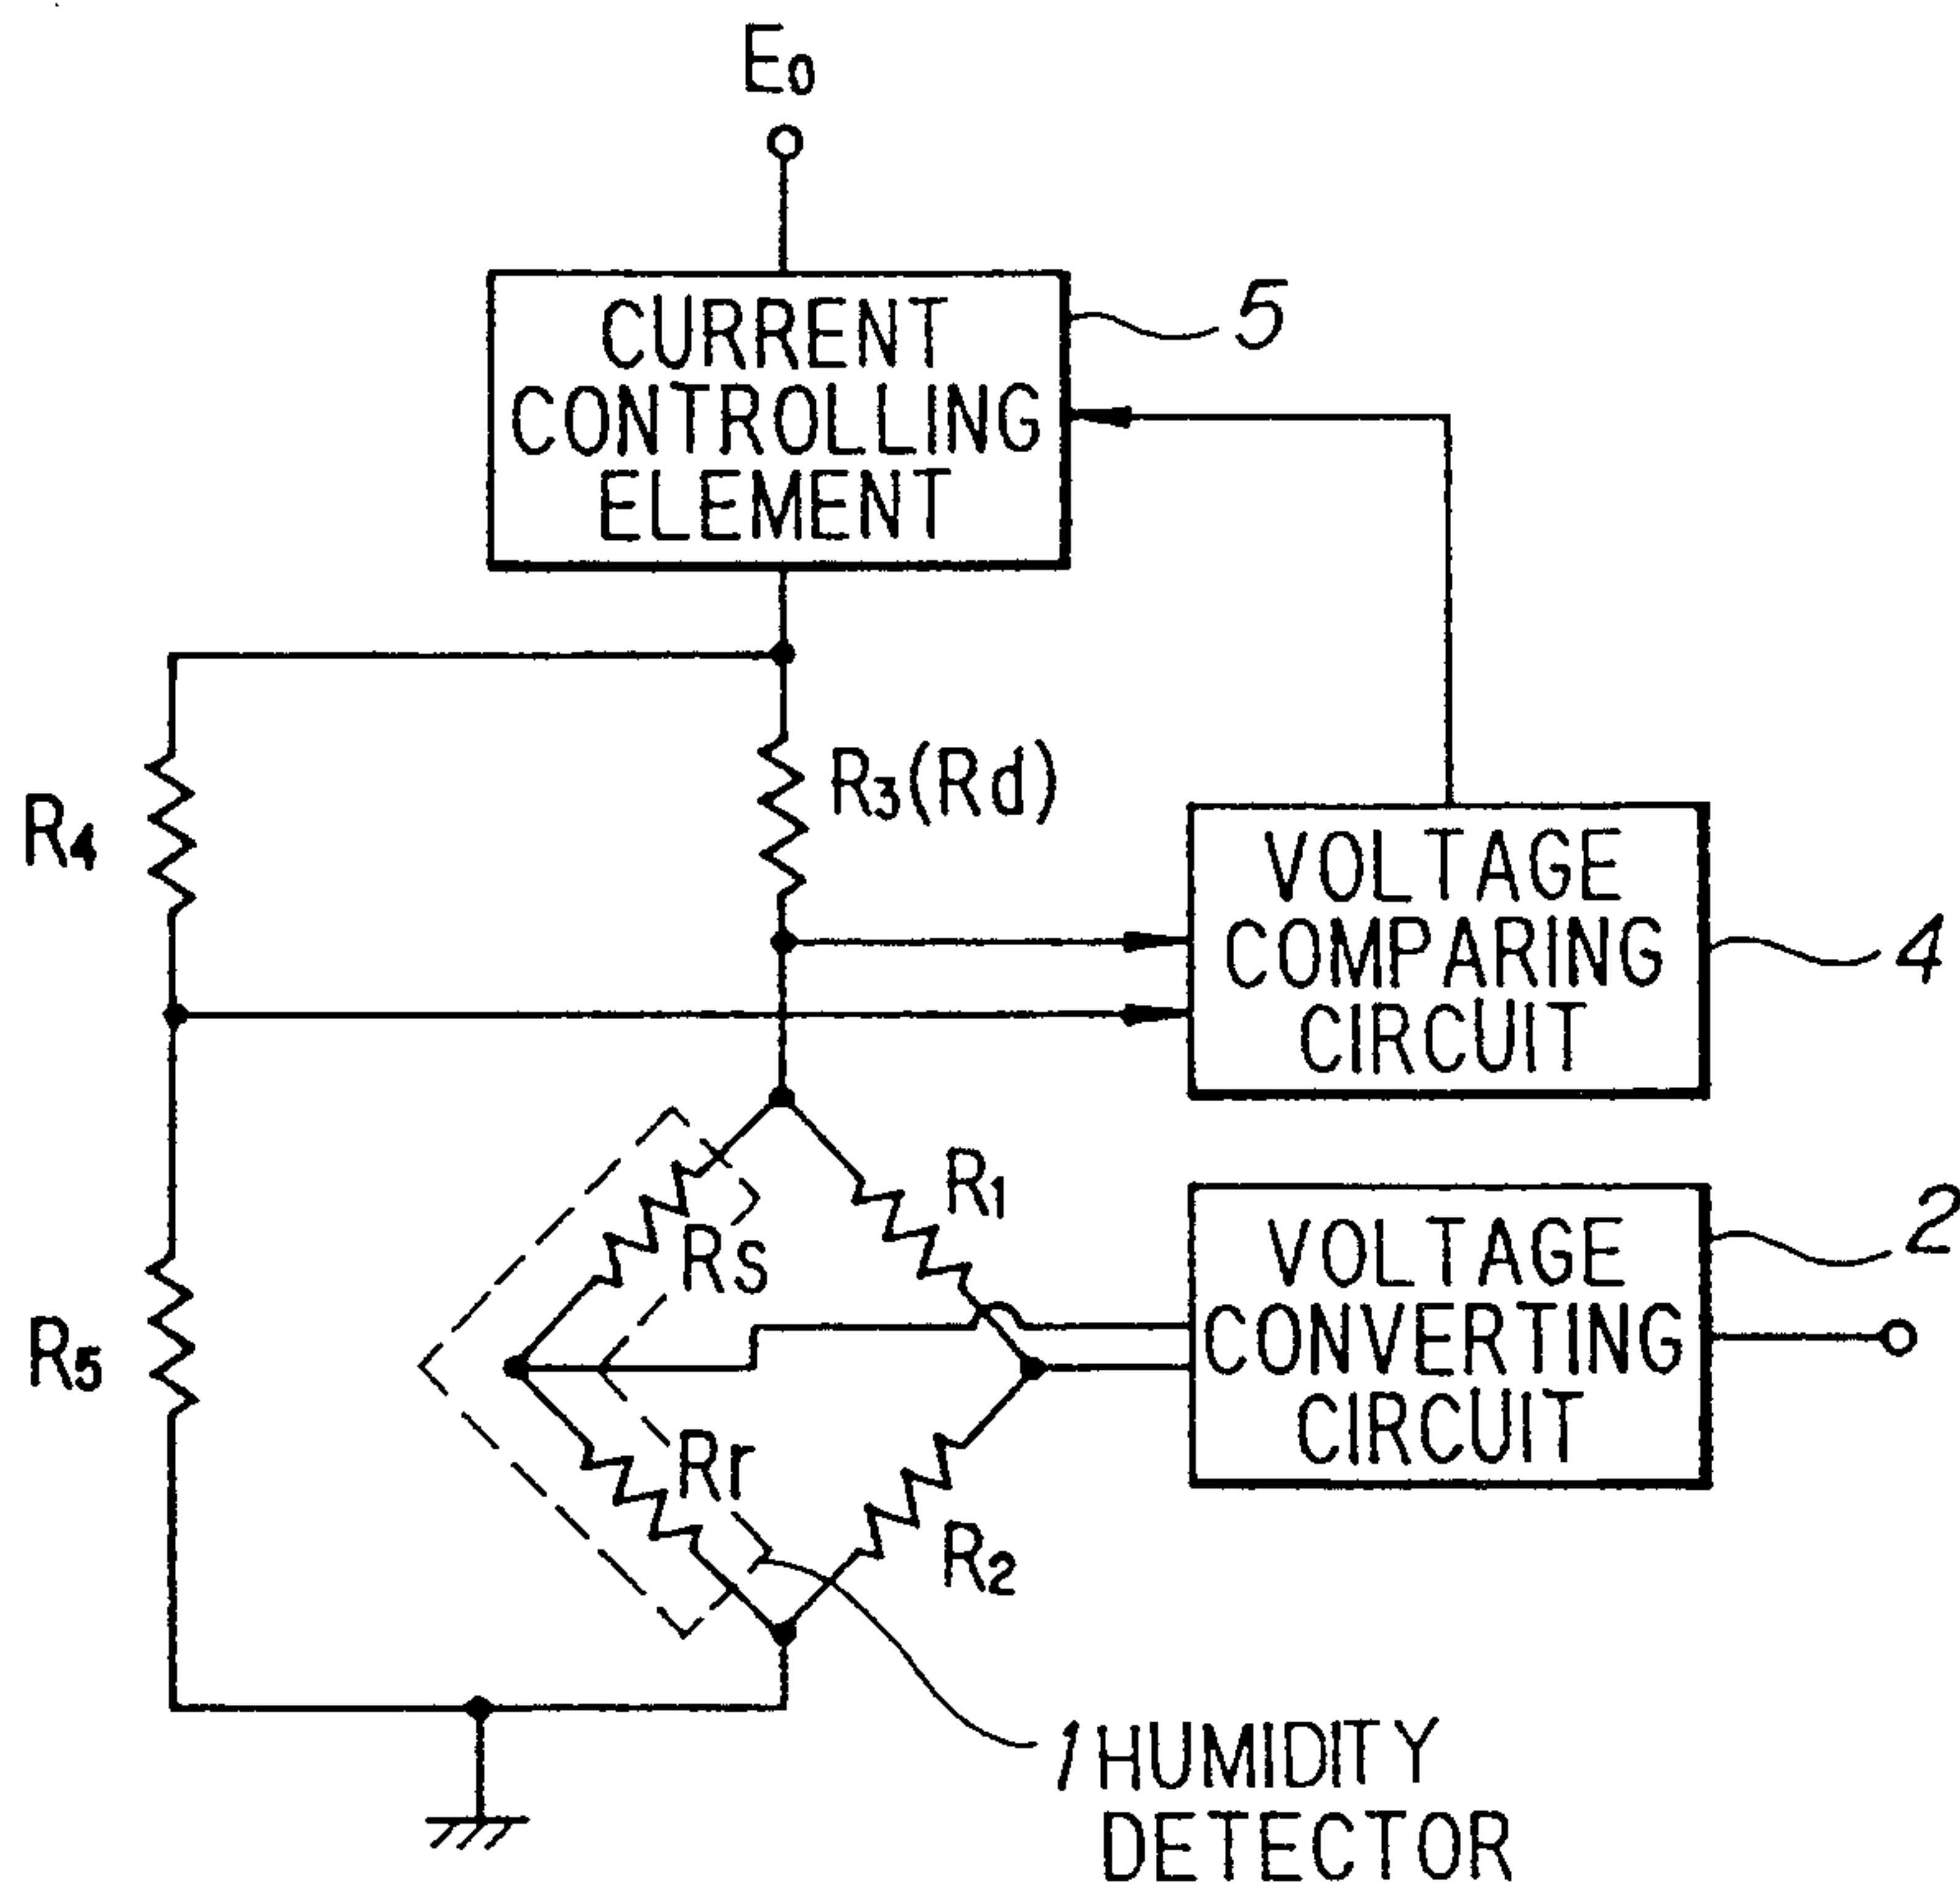 E0
CURRENT
CONTROLLING
ELEMENT
5
R3(Rd)
R4
VOLTAGE
COMPARING
CIRCUIT
4
R1
Rs
VOLTAGE
CONVERTING
CIRCUIT
2
R5
Rr
R2
1 HUMIDITY
DETECTOR